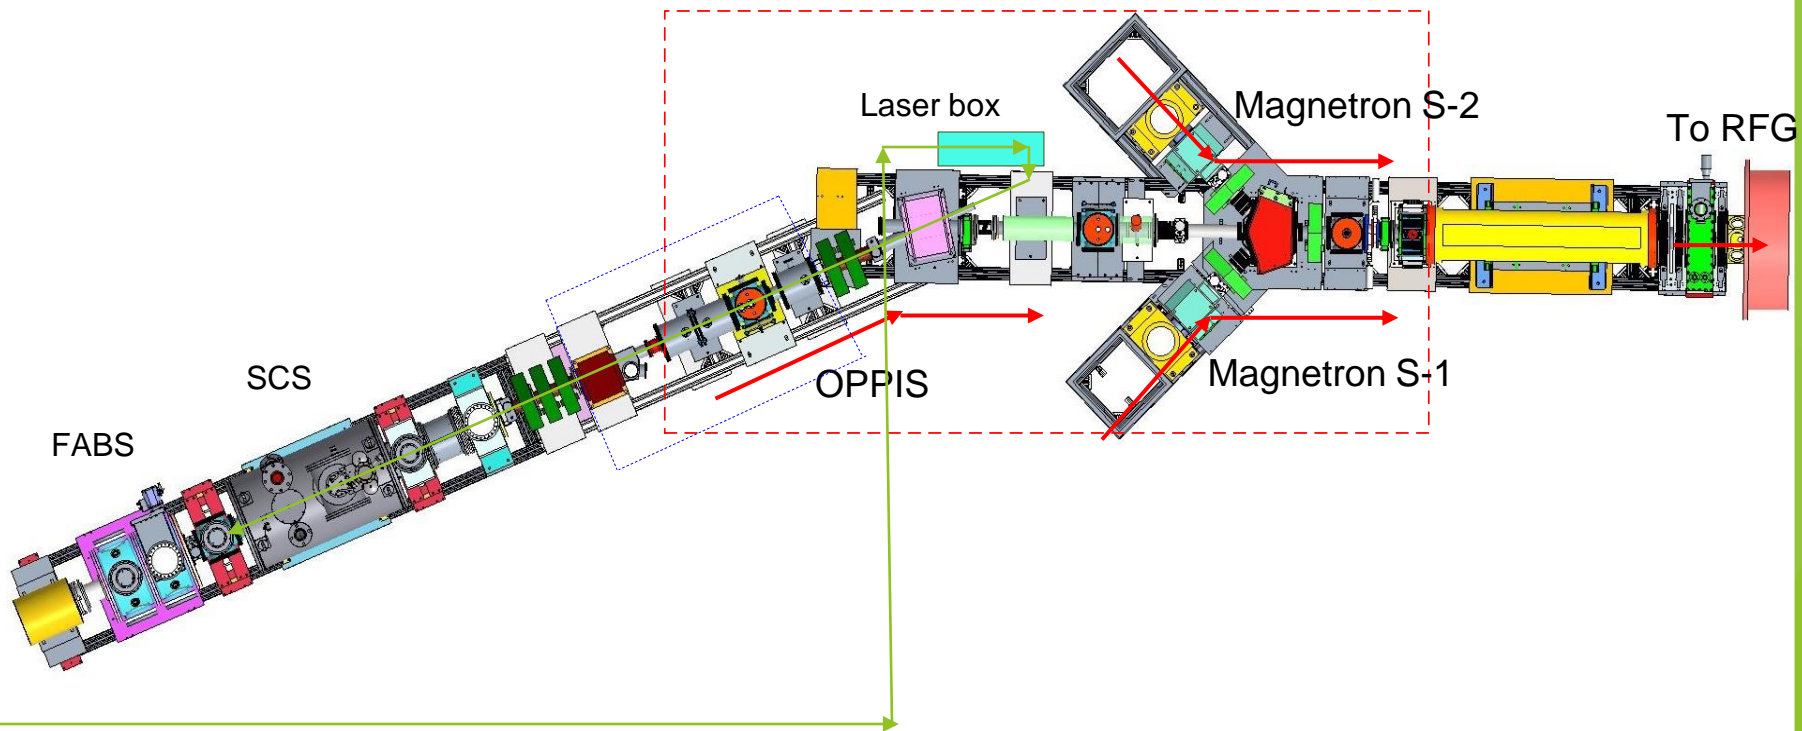 Laser box
Magnetron S-2
To RFG
SCS
OPPIS
Magnetron S-1
FABS